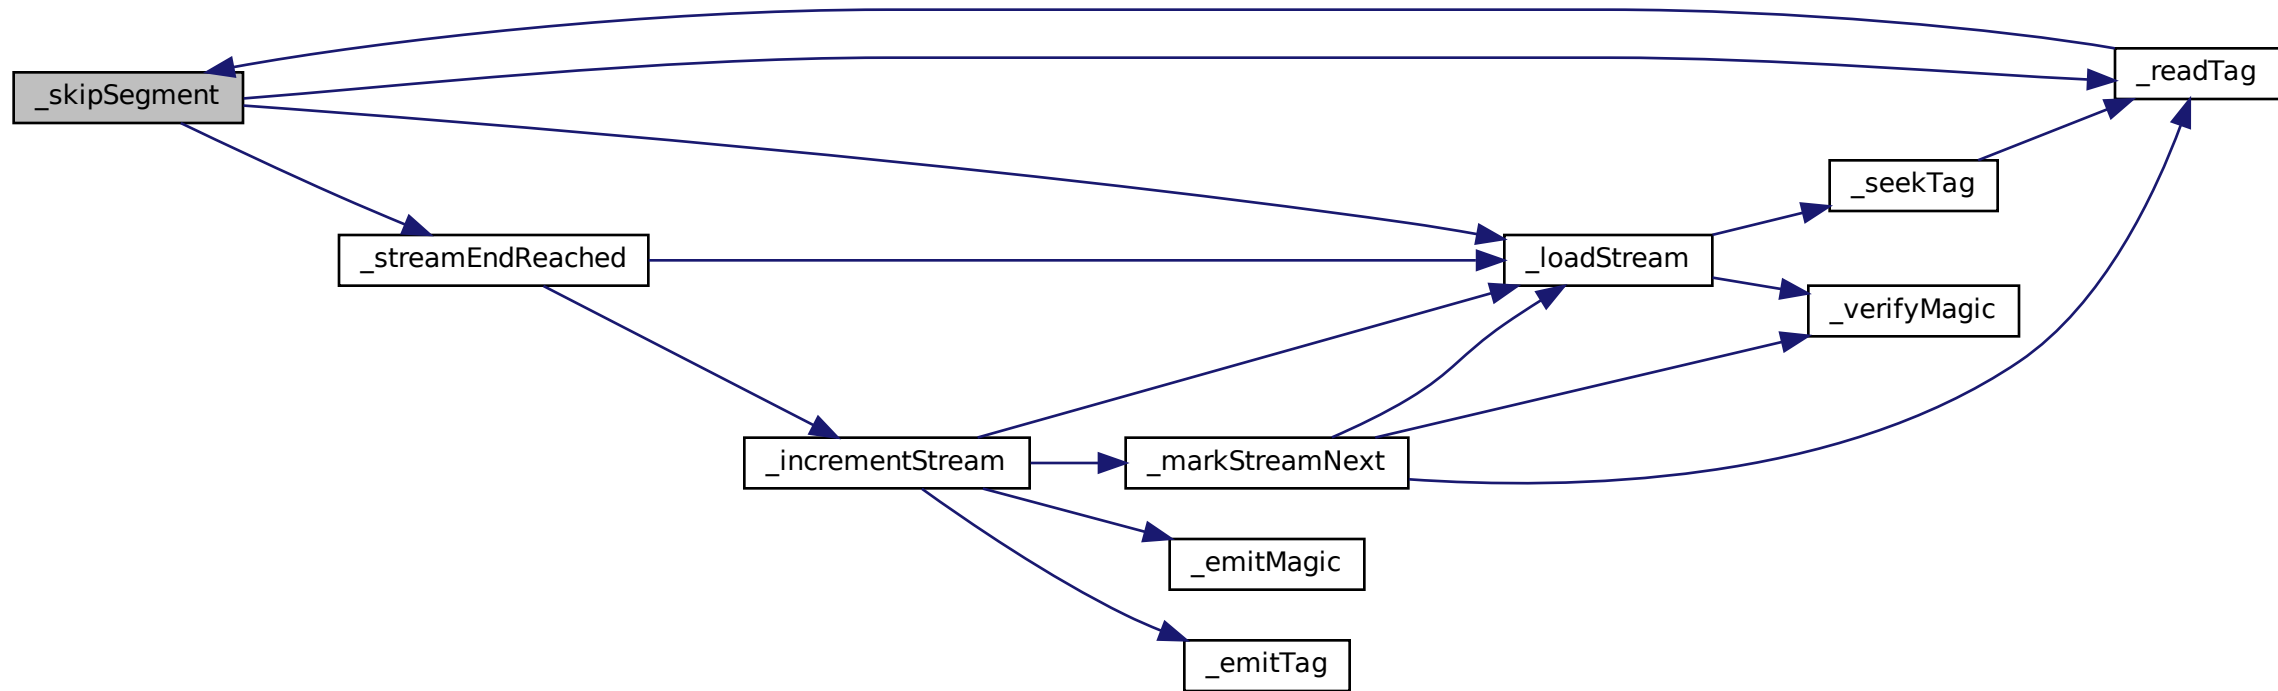 _readTag
_skipSegment
_seekTag
_streamEndReached
_loadStream
_verifyMagic
_incrementStream
_markStreamNext
_emitMagic
_emitTag